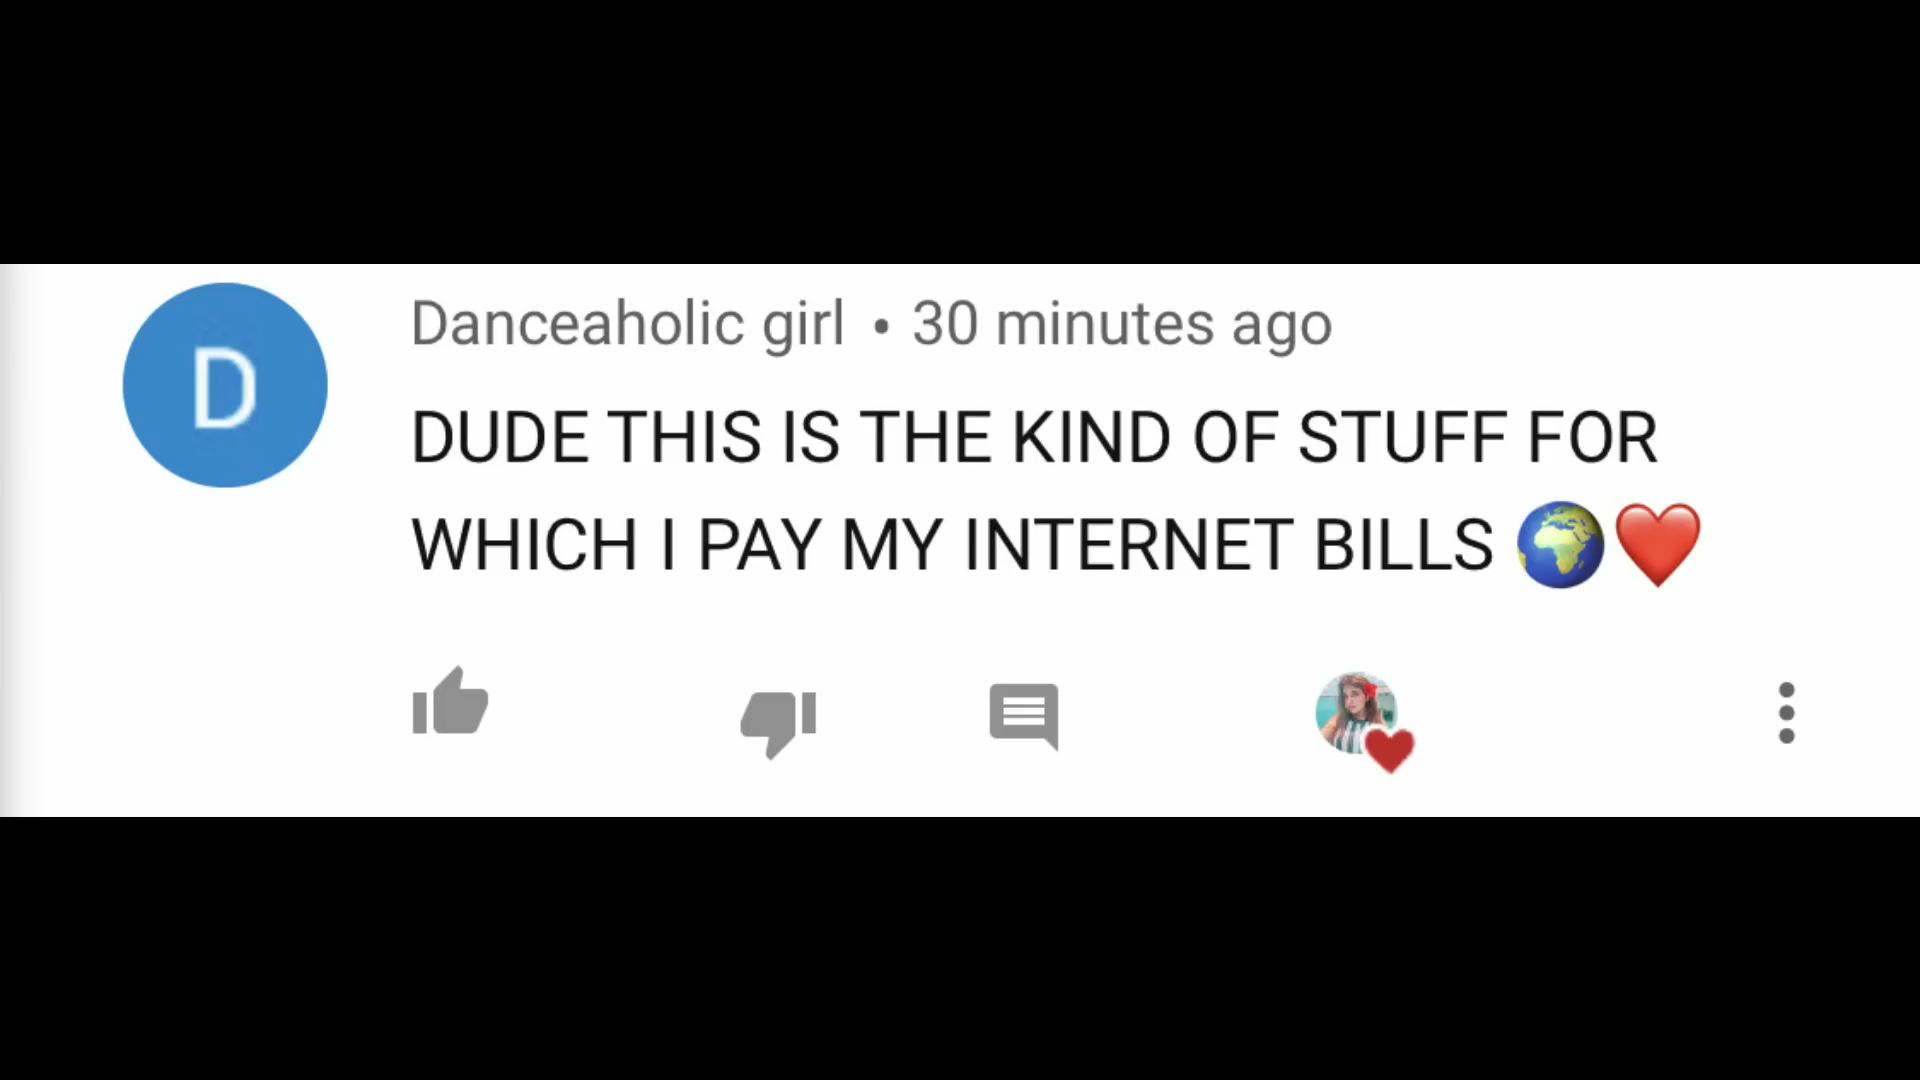 D
Danceaholic girl • 30 minutes ago
DUDE THIS IS THE KIND OF STUFF FOR
WHICH I PAY MY INTERNET BILLS 🌍❤️